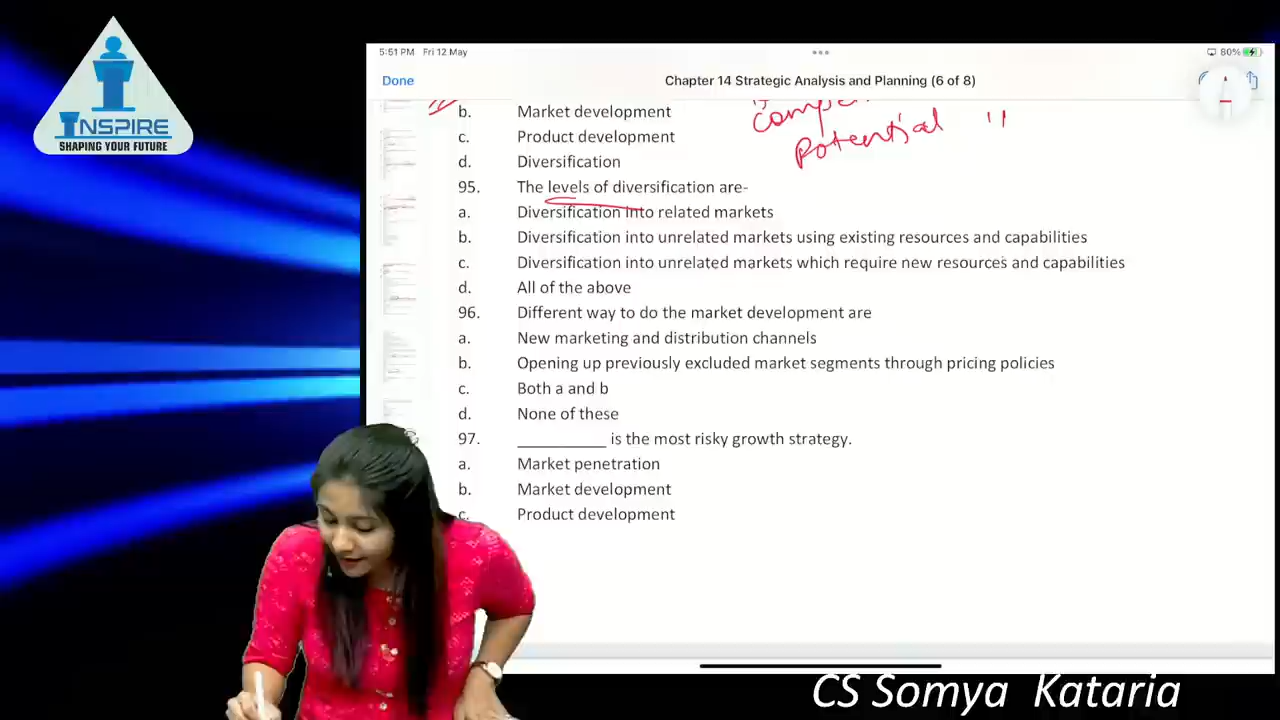 INSPIRE
SHAPING YOUR FUTURE
5:51 PM Fri 12 May
80%
Done
Chapter 14 Strategic Analysis and Planning (6 of 8)
b. Market development
Potential
c. Product development
d. Diversification
95. The levels of diversification are-
a. Diversification into related markets
b. Diversification into unrelated markets using existing resources and capabilities
c. Diversification into unrelated markets which require new resources and capabilities
d. All of the above
96. Different way to do the market development are
a. New marketing and distribution channels
b. Opening up previously excluded market segments through pricing policies
c. Both a and b
d. None of these
97. __________ is the most risky growth strategy.
a. Market penetration
b. Market development
c. Product development
CS Somya Kataria